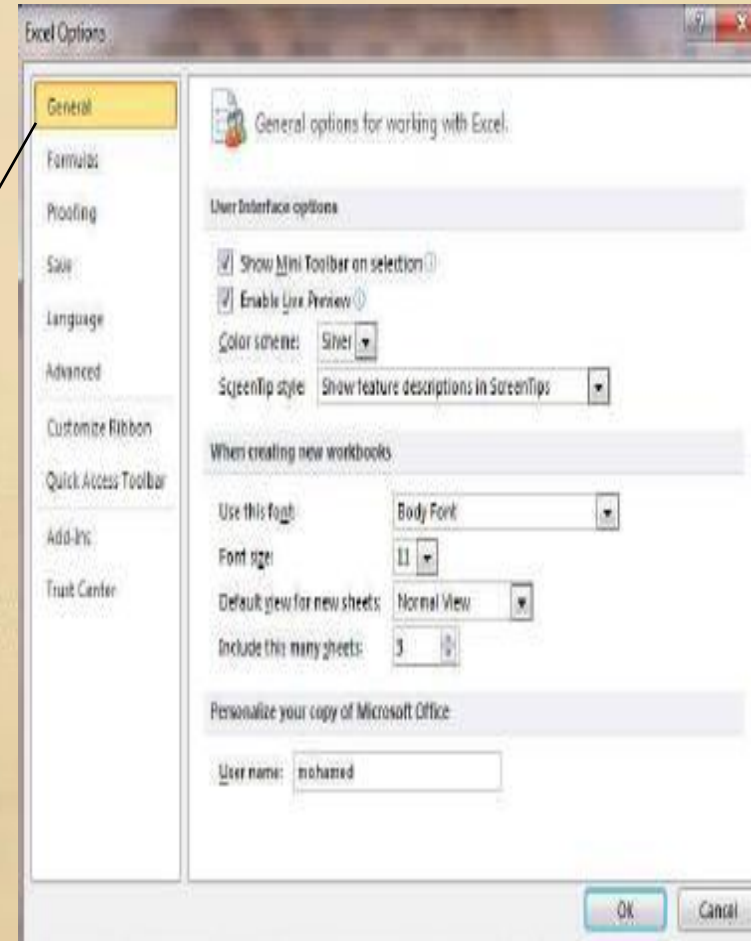 Excel Options
General
Formulas
Proofing
Save
Language
Advanced
Customize Ribbon
Quick Access Toolbar
Add-Ins
Trust Center
General options for working with Excel.
User Interface options
Show Mini Toolbar on selection
Enable Live Preview
Color scheme: Silver
ScreenTip style: Show feature descriptions in ScreenTips
When creating new workbooks
Use this font: Body Font
Font size: 11
Default view for new sheets: Normal View
Include this many sheets: 3
Personalize your copy of Microsoft Office
User name: mohamed
OK
Cancel